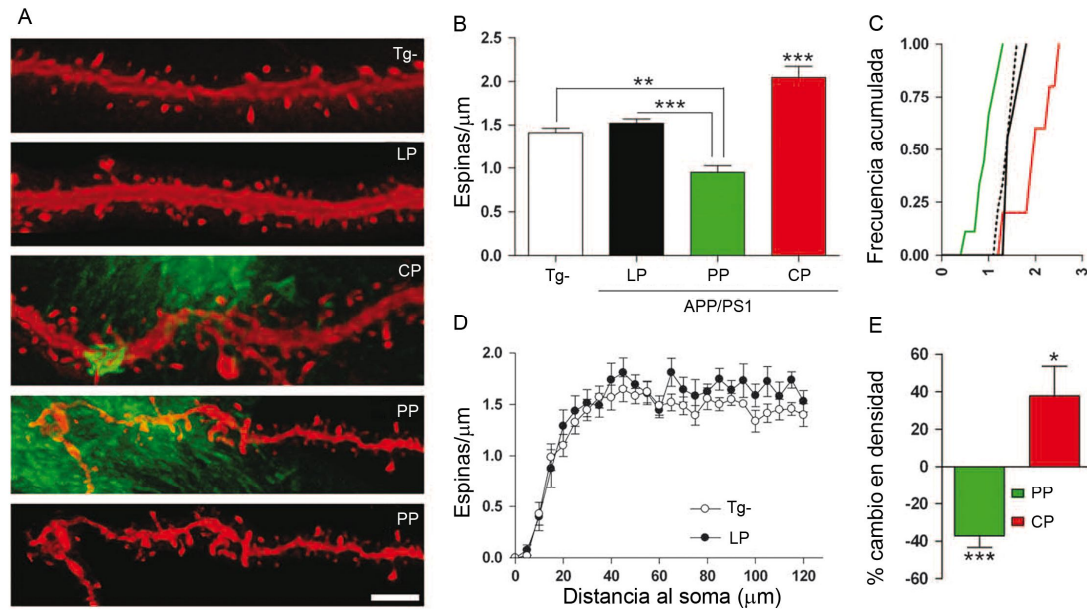 A
Tg-
LP
CP
PP
PP
B
Espinas/μm
2.5
2.0
1.5
1.0
0.5
0.0
**
***
***
Tg-
LP
PP
CP
APP/PS1
C
Frecuencia acumulada
1.00
0.75
0.50
0.25
0.00
0
1
2
3
D
Espinas/μm
2.0
1.5
1.0
0.5
0.0
Tg-
LP
0
20
40
60
80
100
120
Distancia al soma (μm)
E
% cambio en densidad
60
40
20
0
-20
-40
-60
*
PP
CP
***